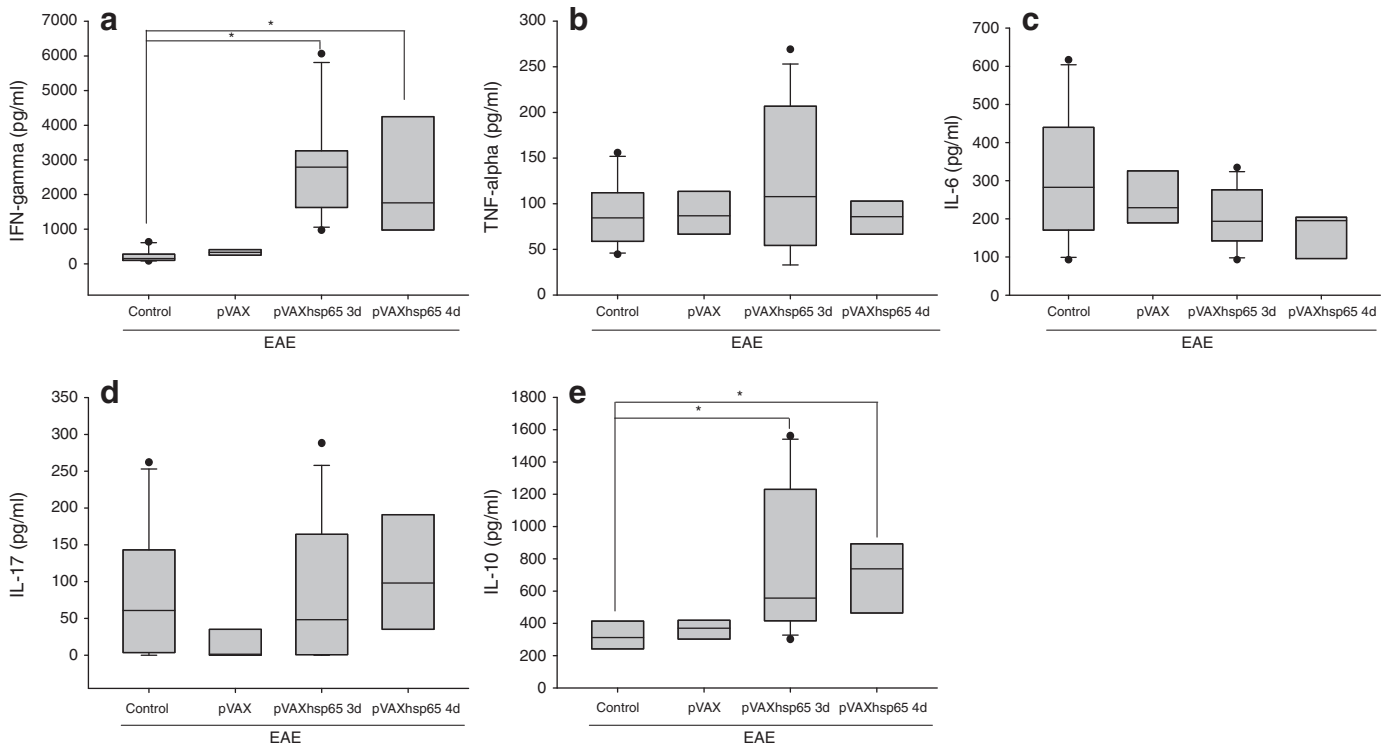 a
7000
6000
5000
4000
3000
2000
1000
0
IFN-gamma (pg/ml)
*
*
Control pVAX pVAXhsp65 3d pVAXhsp65 4d
EAE
b
300
250
200
150
100
50
0
TNF-alpha (pg/ml)
Control pVAX pVAXhsp65 3d pVAXhsp65 4d
EAE
c
700
600
500
400
300
200
100
0
IL-6 (pg/ml)
Control pVAX pVAXhsp65 3d pVAXhsp65 4d
EAE
d
350
300
250
200
150
100
50
0
IL-17 (pg/ml)
Control pVAX pVAXhsp65 3d pVAXhsp65 4d
EAE
e
1800
1600
1400
1200
1000
800
600
400
200
0
IL-10 (pg/ml)
*
*
Control pVAX pVAXhsp65 3d pVAXhsp65 4d
EAE